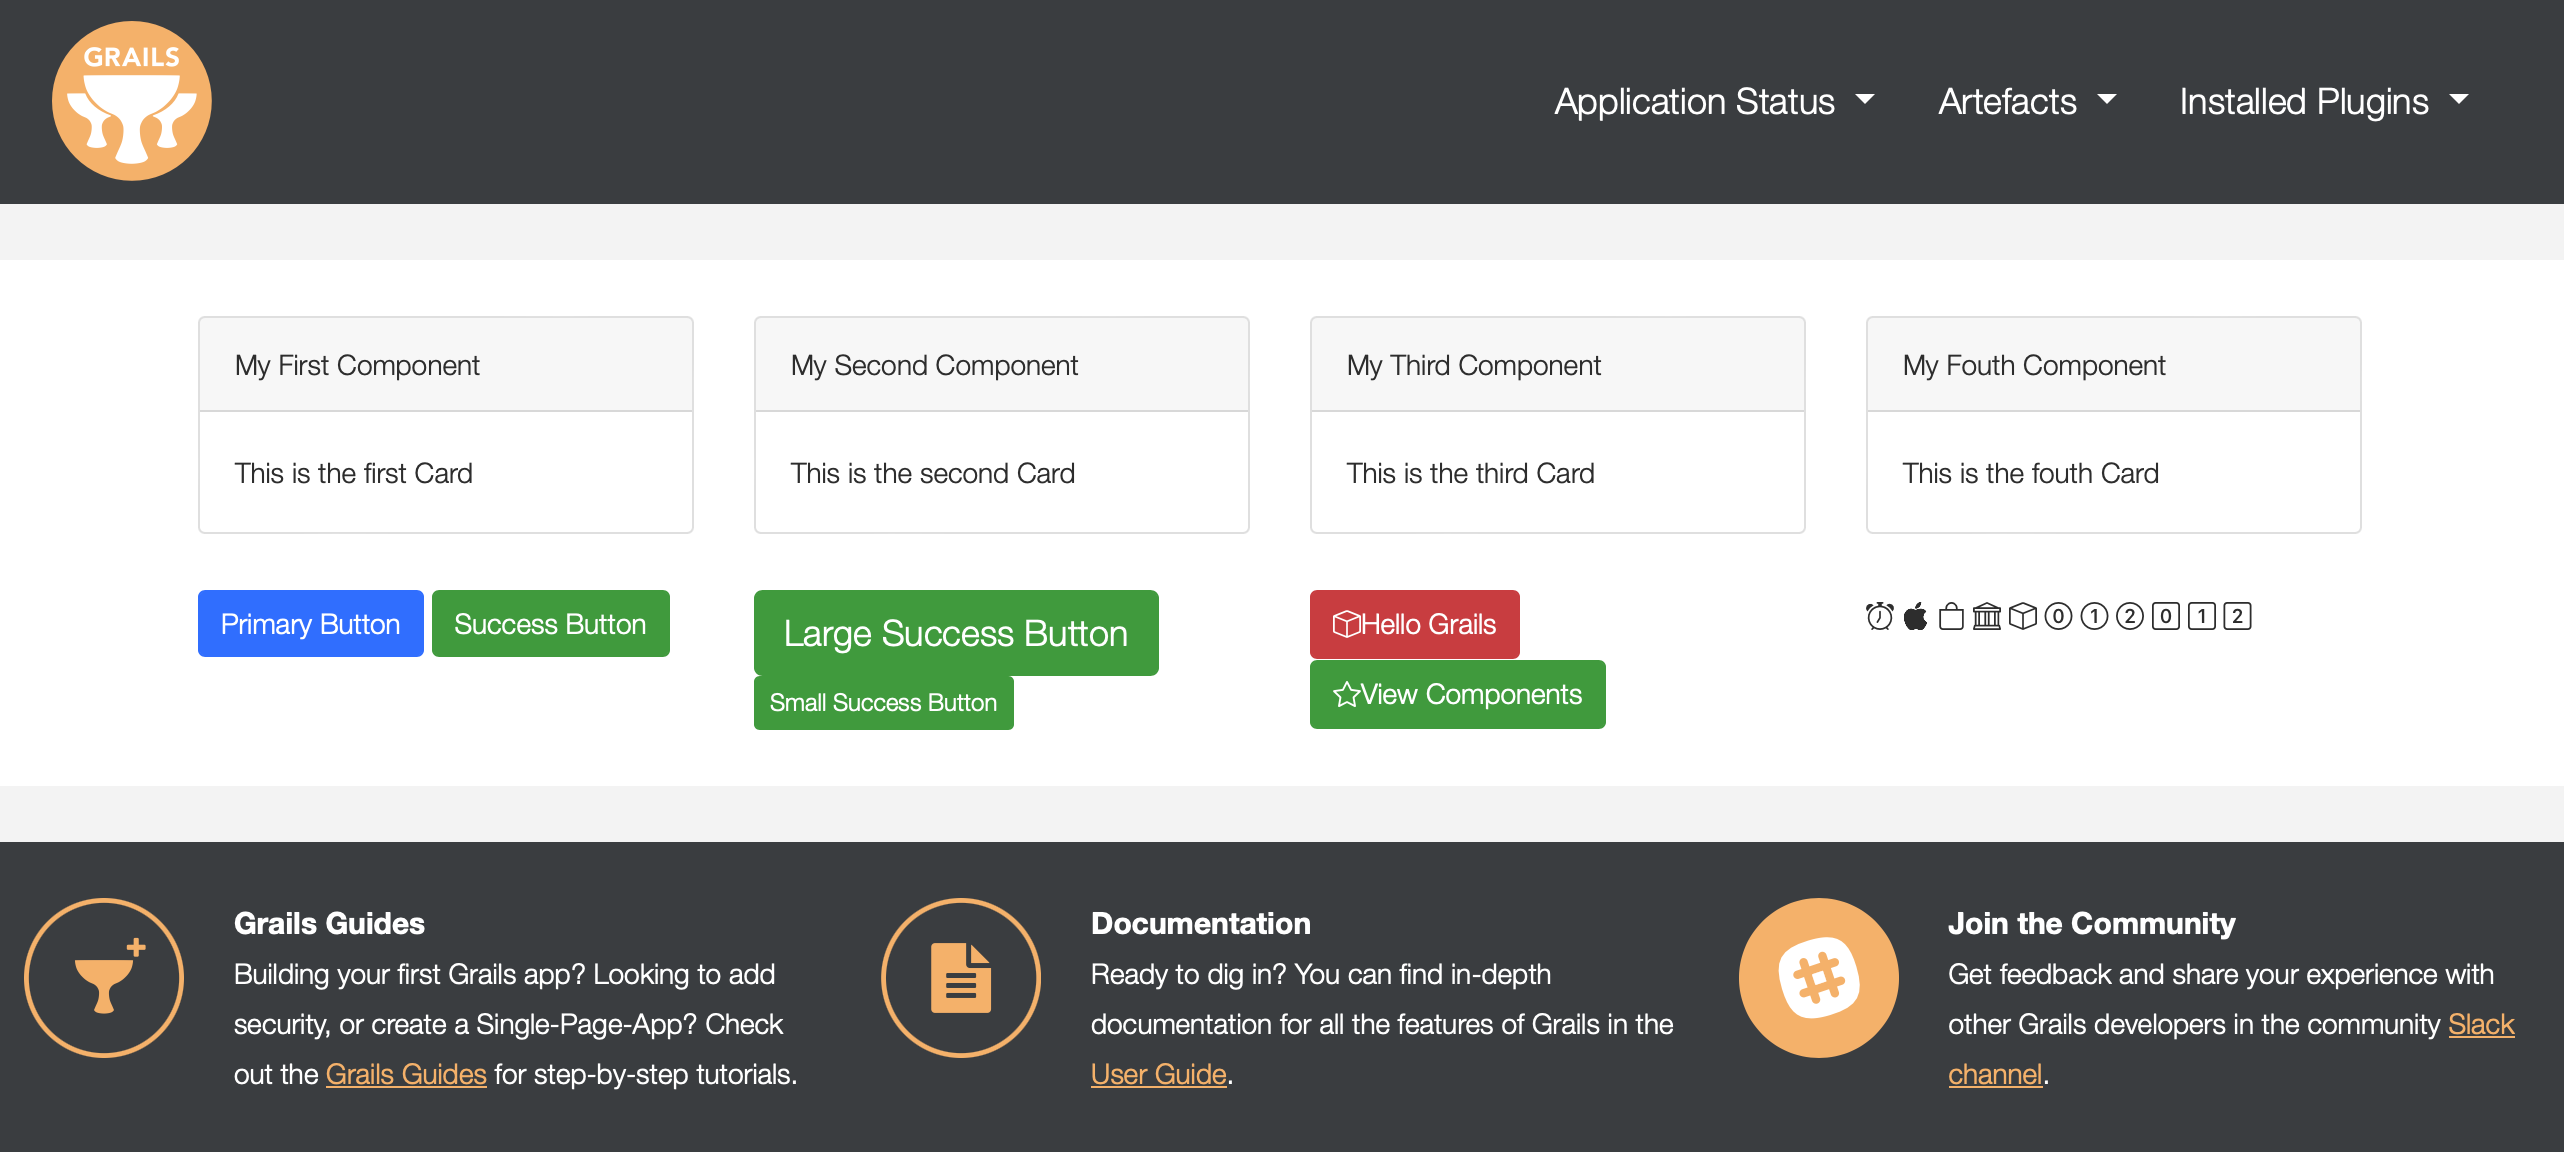 GRAILS
Application Status
Artefacts
Installed Plugins
My First Component
This is the first Card
My Second Component
This is the second Card
My Third Component
This is the third Card
My Fouth Component
This is the fouth Card
Primary Button
Success Button
Large Success Button
Small Success Button
Hello Grails
View Components
0 1 2 0 1 2
Grails Guides
Building your first Grails app? Looking to add
security, or create a Single-Page-App? Check
out the Grails Guides for step-by-step tutorials.
Documentation
Ready to dig in? You can find in-depth
documentation for all the features of Grails in the
User Guide.
Join the Community
Get feedback and share your experience with
other Grails developers in the community Slack
channel.